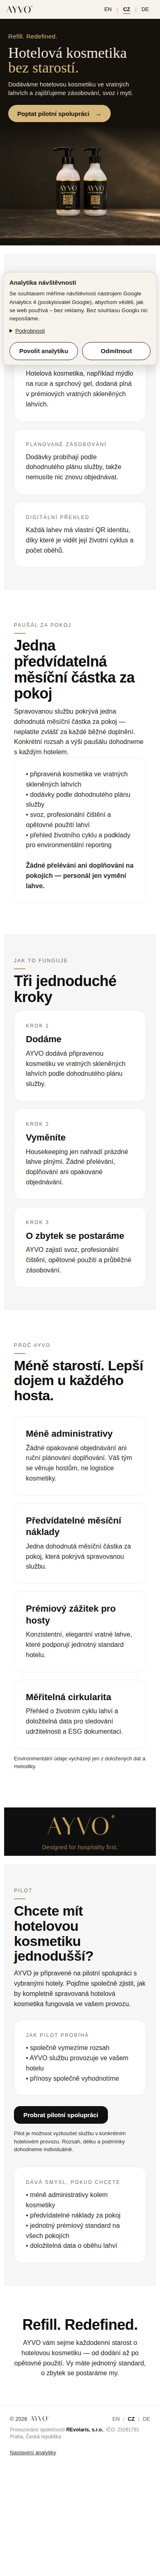 AYVO®
EN | CZ | DE
Refill. Redefined.
Hotelová kosmetika
bez starostí.
Dodáváme hotelovou kosmetiku ve vratných
lahvích a zajišťujeme zásobování, svoz i mytí.
Poptat pilotní spolupráci →
AYVO
AYVO
Analytika návštěvnosti
Se souhlasem měříme návštěvnost nástrojem Google
Analytics 4 (poskytovatel Google), abychom věděli, jak
se web používá – bez reklamy. Bez souhlasu Googlu nic
neposíláme.
▶ Podrobnosti
Povolit analytiku
Odmítnout
Hotelová kosmetika, například mýdlo
na ruce a sprchový gel, dodaná plná
v prémiových vratných skleněných
lahvích.
PLÁNOVANÉ ZÁSOBOVÁNÍ
Dodávky probíhají podle
dohodnutého plánu služby, takže
nemusíte nic znovu objednávat.
DIGITÁLNÍ PŘEHLED
Každá lahev má vlastní QR identitu,
díky které je vidět její životní cyklus a
počet oběhů.
PAUŠÁL ZA POKOJ
Jedna
předvídatelná
měsíční částka za
pokoj
Spravovanou službu pokrývá jedna
dohodnutá měsíční částka za pokoj —
neplatíte zvlášť za každé běžné doplnění.
Konkrétní rozsah a výši paušálu dohodneme
s každým hotelem.
• připravená kosmetika ve vratných
skleněných lahvích
• dodávky podle dohodnutého plánu
služby
• svoz, profesionální čištění a
opětovné použití lahví
• přehled životního cyklu a podklady
pro environmentální reporting
Žádné přelévání ani doplňování na
pokojích — personál jen vymění
lahve.
JAK TO FUNGUJE
Tři jednoduché
kroky
KROK 1
Dodáme
AYVO dodává připravenou
kosmetiku ve vratných skleněných
lahvích podle dohodnutého plánu
služby.
KROK 2
Vyměníte
Housekeeping jen nahradí prázdné
lahve plnými. Žádné přelévání,
doplňování ani opakované
objednávání.
KROK 3
O zbytek se postaráme
AYVO zajistí svoz, profesionální
čištění, opětovné použití a průběžné
zásobování.
PROČ AYVO
Méně starostí. Lepší
dojem u každého
hosta.
Méně administrativy
Žádné opakované objednávání ani
ruční plánování doplňování. Váš tým
se věnuje hostům, ne logistice
kosmetiky.
Předvídatelné měsíční
náklady
Jedna dohodnutá měsíční částka za
pokoj, která pokrývá spravovanou
službu.
Prémiový zážitek pro
hosty
Konzistentní, elegantní vratné lahve,
které podporují jednotný standard
hotelu.
Měřitelná cirkularita
Přehled o životním cyklu lahví a
doložitelná data pro sledování
udržitelnosti a ESG dokumentaci.
Environmentální údaje vycházejí jen z doložených dat a
metodiky.
AYVO®
Designed for hospitality first.
PILOT
Chcete mít
hotelovou
kosmetiku
jednodušší?
AYVO je připravené na pilotní spolupráci s
vybranými hotely. Pojďme společně zjistit, jak
by kompletně spravovaná hotelová
kosmetika fungovala ve vašem provozu.
JAK PILOT PROBÍHÁ
• společně vymezíme rozsah
• AYVO službu provozuje ve vašem
hotelu
• přínosy společně vyhodnotíme
Probrat pilotní spolupráci
Pilot je možnost vyzkoušet službu v konkrétním
hotelovém provozu. Rozsah, délku a podmínky
dohodneme individuálně.
DÁVÁ SMYSL, POKUD CHCETE
• méně administrativy kolem
kosmetiky
• předvídatelné náklady za pokoj
• jednotný prémiový standard na
všech pokojích
• doložitelná data o oběhu lahví
Refill. Redefined.
AYVO vám sejme každodenní starost o
hotelovou kosmetiku — od dodání až po
opětovné použití. Vy máte jednotný standard,
o zbytek se postaráme my.
© 2026 AYVO®
EN | CZ | DE
Provozováno společností REvolaris, s.r.o. IČO: 23261781
Praha, Česká republika
Nastavení analytiky